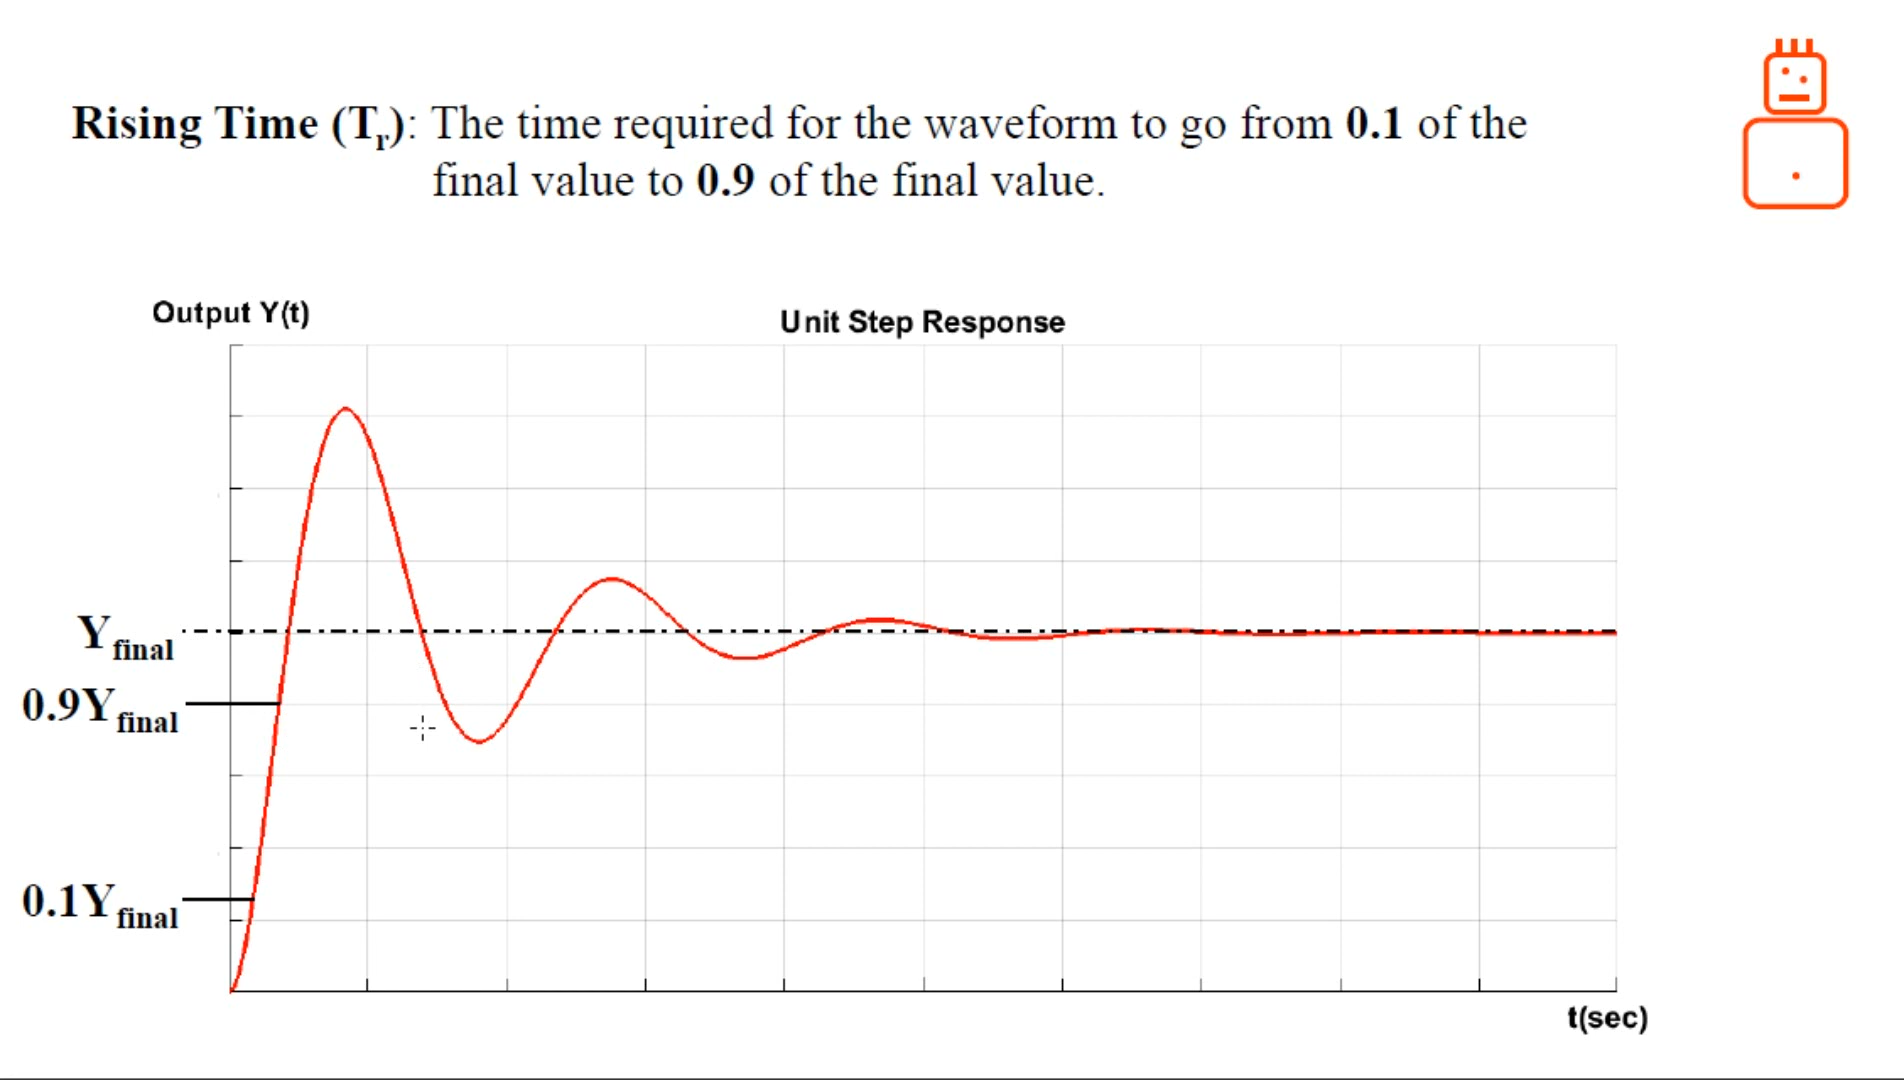 Rising Time (Tr): The time required for the waveform to go from 0.1 of the
final value to 0.9 of the final value.
Output Y(t)
Unit Step Response
Yfinal
0.9Yfinal
0.1Yfinal
t(sec)